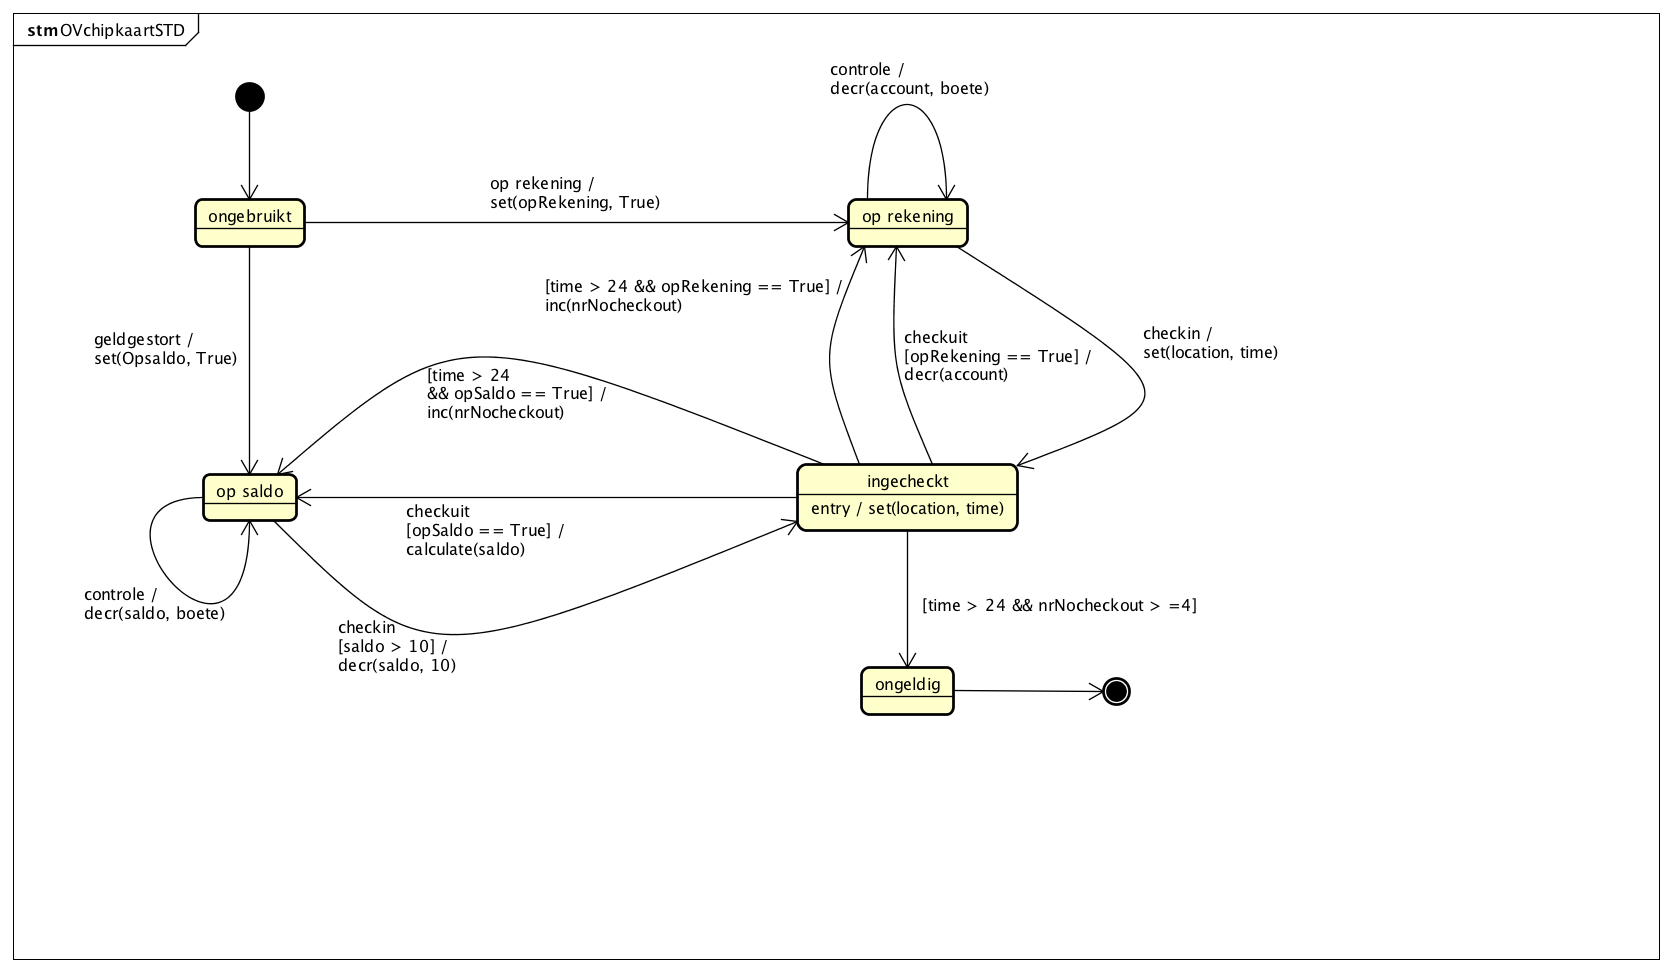 stm OVchipkaartSTD
controle /
decr(account, boete)
op rekening /
set(opRekening, True)
ongebruikt
op rekening
[time > 24 && opRekening == True] /
inc(nrNocheckout)
geldgestort /
set(Opsaldo, True)
checkuit
[opRekening == True] /
decr(account)
checkin /
set(location, time)
[time > 24
&& opSaldo == True] /
inc(nrNocheckout)
op saldo
ingecheckt
entry / set(location, time)
checkuit
[opSaldo == True] /
calculate(saldo)
controle /
decr(saldo, boete)
checkin
[saldo > 10] /
decr(saldo, 10)
[time > 24 && nrNocheckout > =4]
ongeldig